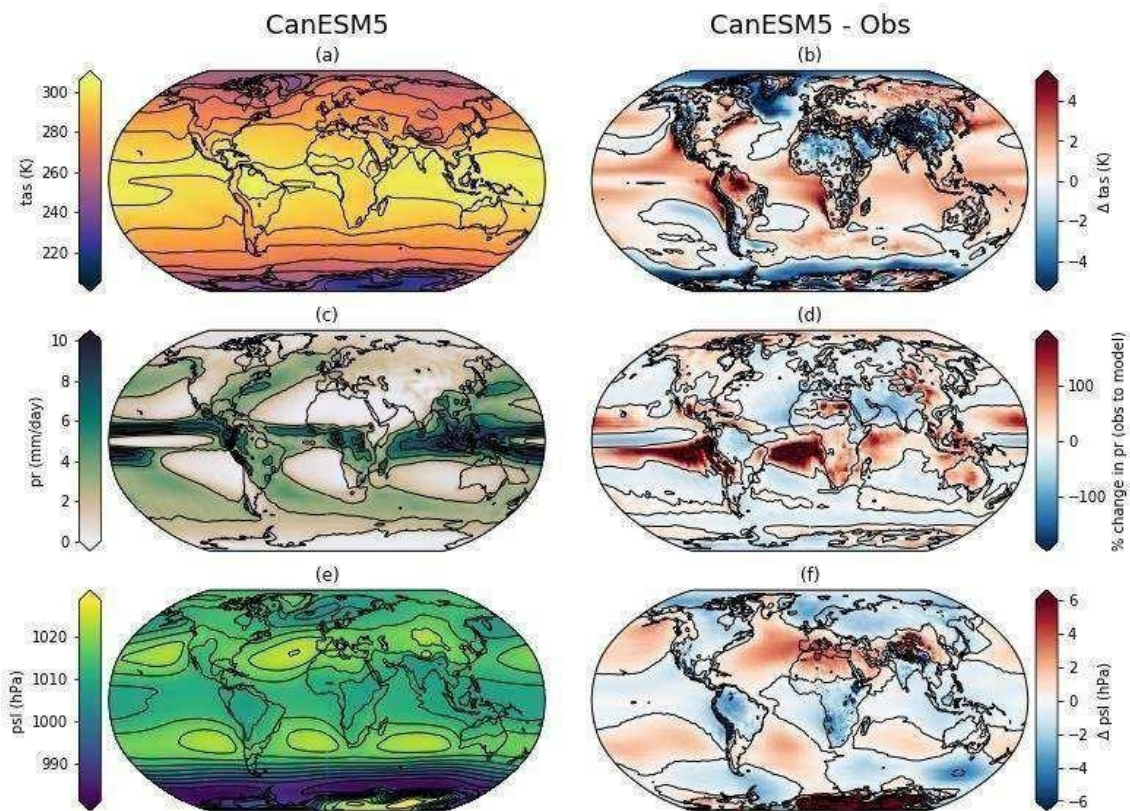 CanESM5
CanESM5 - Obs
(a)
(b)
300
280
260
240
220
tas (K)
4
2
0
−2
−4
Δ tas (K)
(c)
(d)
10
8
6
4
2
0
pr (mm/day)
100
0
−100
% change in pr (obs to model)
(e)
(f)
1020
1010
1000
990
psl (hPa)
6
4
2
0
−2
−4
−6
Δ psl (hPa)